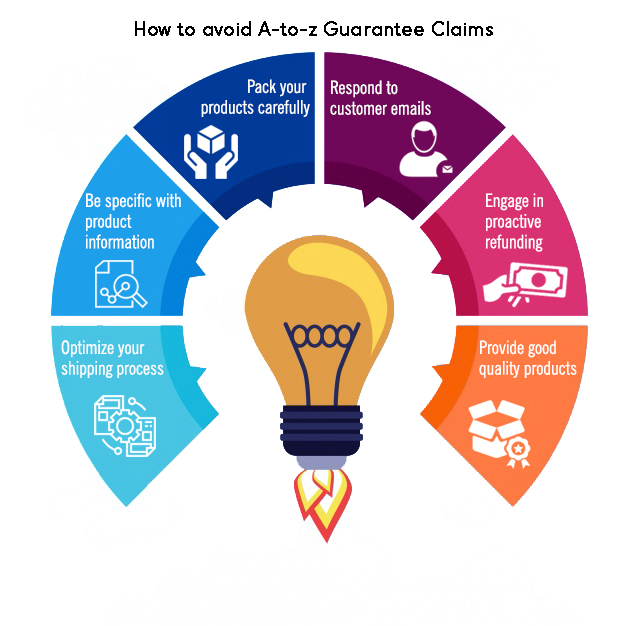 How to avoid A-to-z Guarantee Claims
Pack your
products carefully
Respond to
customer emails
Be specific with
product
information
Engage in
proactive
refunding
Optimize your
shipping process
Provide good
quality products